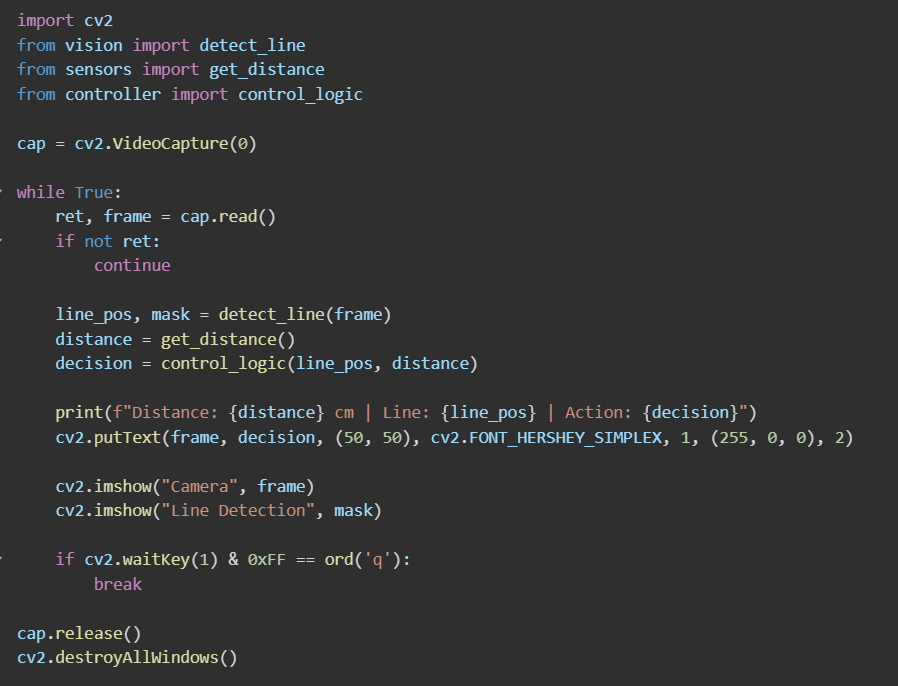 import cv2
from vision import detect_line
from sensors import get_distance
from controller import control_logic

cap = cv2.VideoCapture(0)

while True:
    ret, frame = cap.read()
    if not ret:
        continue

    line_pos, mask = detect_line(frame)
    distance = get_distance()
    decision = control_logic(line_pos, distance)

    print(f"Distance: {distance} cm | Line: {line_pos} | Action: {decision}")
    cv2.putText(frame, decision, (50, 50), cv2.FONT_HERSHEY_SIMPLEX, 1, (255, 0, 0), 2)

    cv2.imshow("Camera", frame)
    cv2.imshow("Line Detection", mask)

    if cv2.waitKey(1) & 0xFF == ord('q'):
        break

cap.release()
cv2.destroyAllWindows()